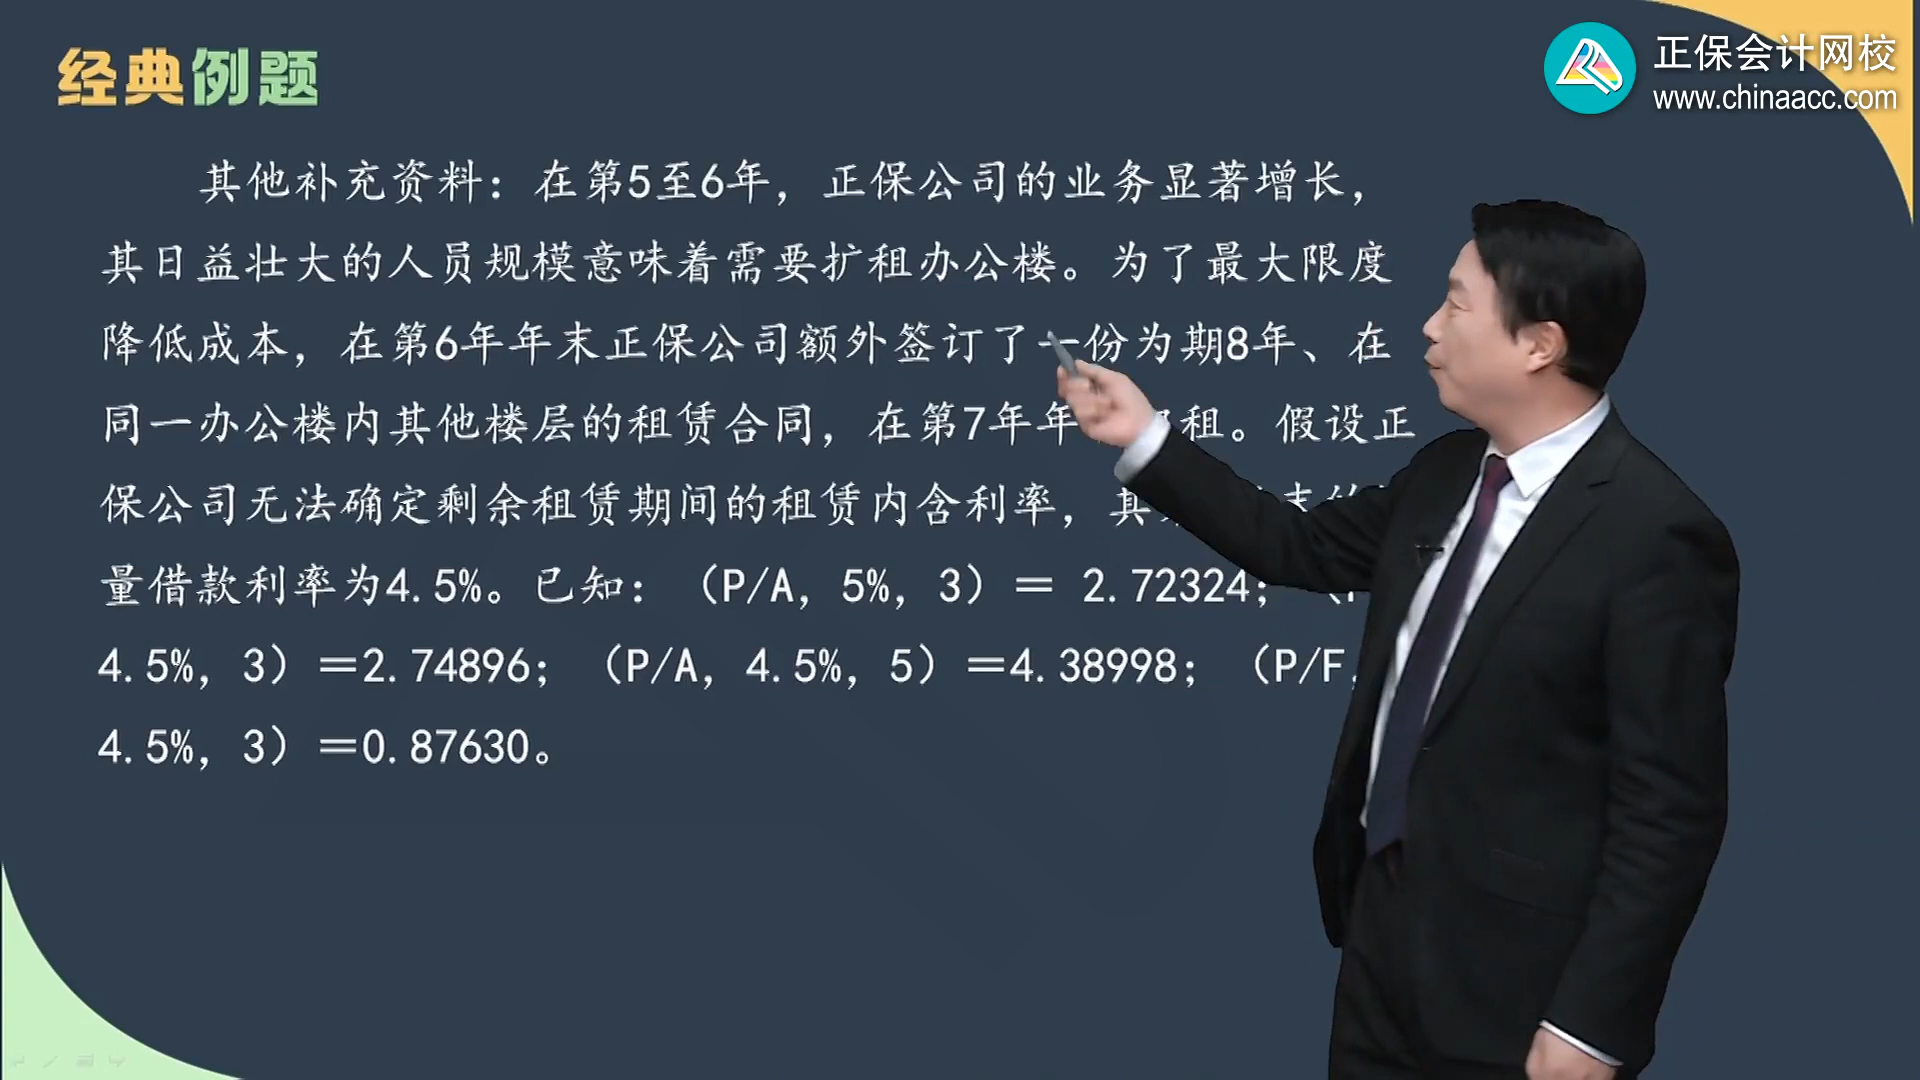 经典例题
正保会计网校
www.chinaacc.com
其他补充资料：在第5至6年，正保公司的业务显著增长，
其日益壮大的人员规模意味着需要扩租办公楼。为了最大限度
降低成本，在第6年年末正保公司额外签订了一份为期8年、在
同一办公楼内其他楼层的租赁合同，在第7年年 租。假设正
保公司无法确定剩余租赁期间的租赁内含利率，其
量借款利率为4.5%。已知：（P/A，5%，3）＝ 2.72324；（
4.5%，3）＝2.74896；（P/A，4.5%，5）＝4.38998；（P/F，
4.5%，3）＝0.87630。